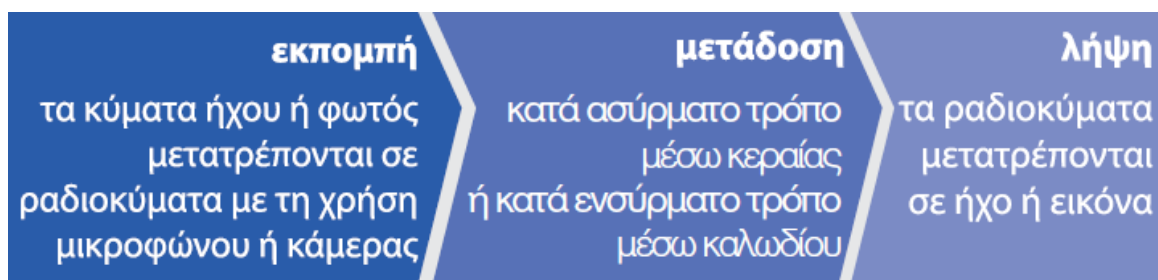 εκπομπή
τα κύματα ήχου ή φωτός
μετατρέπονται σε
ραδιοκύματα με τη χρήση
μικροφώνου ή κάμερας
μετάδοση
κατά ασύρματο τρόπο
μέσω κεραίας
ή κατά ενσύρματο τρόπο
μέσω καλωδίου
λήψη
τα ραδιοκύματα
μετατρέπονται
σε ήχο ή εικόνα